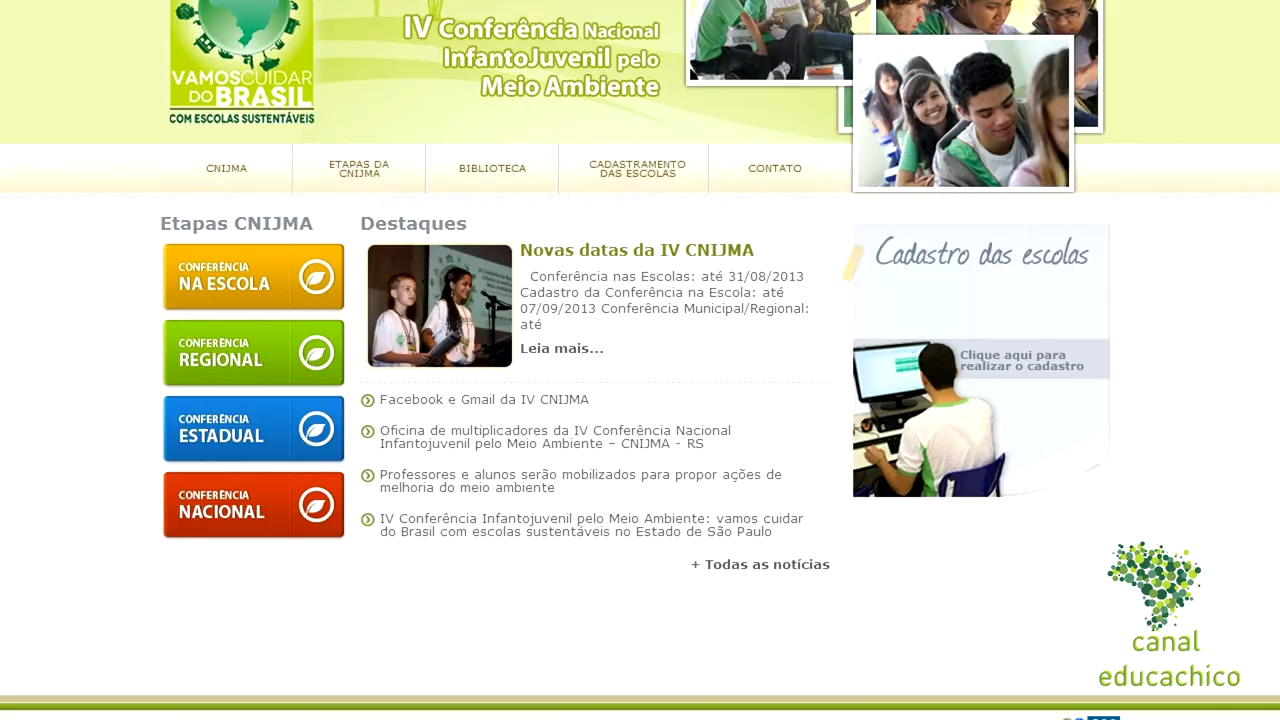 IV Conferência Nacional
InfantoJuvenil pelo
Meio Ambiente
VAMOSCUIDAR
DOBRASIL
COM ESCOLAS SUSTENTÁVEIS
CNIJMA
ETAPAS DA
CNIJMA
BIBLIOTECA
CADASTRAMENTO
DAS ESCOLAS
CONTATO
Etapas CNIJMA
CONFERÊNCIA
NA ESCOLA
CONFERÊNCIA
REGIONAL
CONFERÊNCIA
ESTADUAL
CONFERÊNCIA
NACIONAL
Destaques
Novas datas da IV CNIJMA
Conferência nas Escolas: até 31/08/2013
Cadastro da Conferência na Escola: até
07/09/2013 Conferência Municipal/Regional:
até
Leia mais...
Facebook e Gmail da IV CNIJMA
Oficina de multiplicadores da IV Conferência Nacional
Infantojuvenil pelo Meio Ambiente – CNIJMA - RS
Professores e alunos serão mobilizados para propor ações de
melhoria do meio ambiente
IV Conferência Infantojuvenil pelo Meio Ambiente: vamos cuidar
do Brasil com escolas sustentáveis no Estado de São Paulo
+ Todas as notícias
Cadastro das escolas
Clique aqui para
realizar o cadastro
canal
educachico